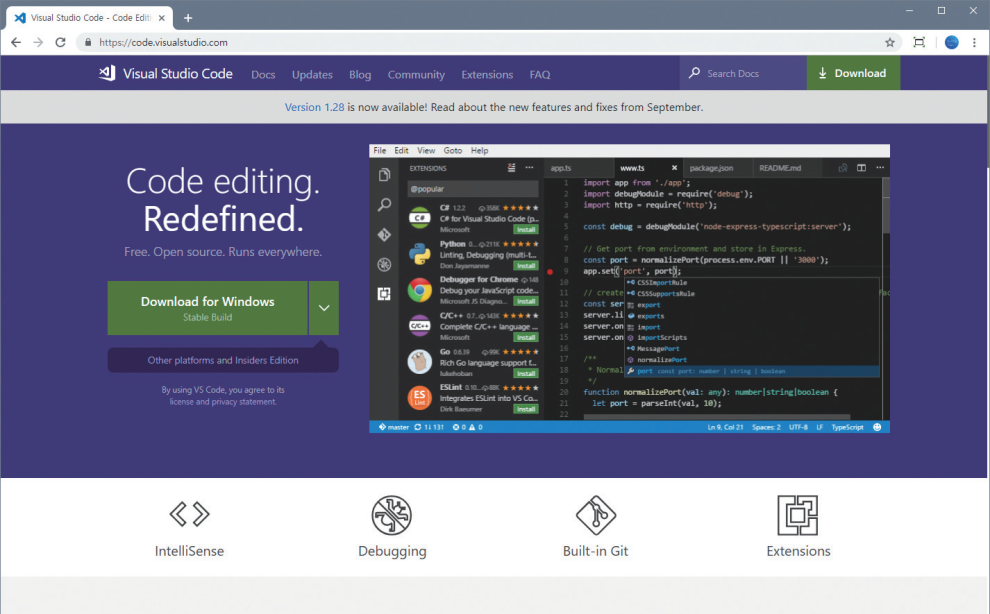 Visual Studio Code - Code Edit
https://code.visualstudio.com
Visual Studio Code Docs Updates Blog Community Extensions FAQ Search Docs Download
Version 1.28 is now available! Read about the new features and fixes from September.
Code editing.
Redefined.
Free. Open source. Runs everywhere.
Download for Windows
Stable Build
Other platforms and Insiders Edition
By using VS Code, you agree to its
license and privacy statement.
File Edit View Goto Help
EXTENSIONS
@popular
C# 1.2.2 358K
C# for Visual Studio Code (p...
Microsoft Install
Python 0... 211K
Linting, Debugging (multi-t...
Don Jayamanne Install
Debugger for Chrome 148
Debug your JavaScript code...
Microsoft JS Diagno... Install
C/C++ 0.7... 143K
Complete C/C++ language ...
Microsoft Install
Go 0.6.39 99K
Rich Go language support f...
lukehoban Install
ESLint 0.10... 88K
Integrates ESLint into VS Co...
Dirk Baeumer Install
app.ts www.ts package.json README.md
1 import app from './app';
2 import debugModule = require('debug');
3 import http = require('http');
4
5 const debug = debugModule('node-express-typescript:server');
6
7 // Get port from environment and store in Express.
8 const port = normalizePort(process.env.PORT || '3000');
9 app.set('port', port);
10
11 // create
12 const ser
13 server.li
14 server.on
15 server.on
16
17 /**
18 * Normal
19 */
20 function normalizePort(val: any): number|string|boolean {
21 let port = parseInt(val, 10);
22
CSSImportRule
CSSSupportsRule
export
exports
import
importScripts
MessagePort
normalizePort
port const port: number | string | boolean
master 1↓ 13↑ 0 0 Ln 9, Col 21 Spaces: 2 UTF-8 LF TypeScript
IntelliSense
Debugging
Built-in Git
Extensions